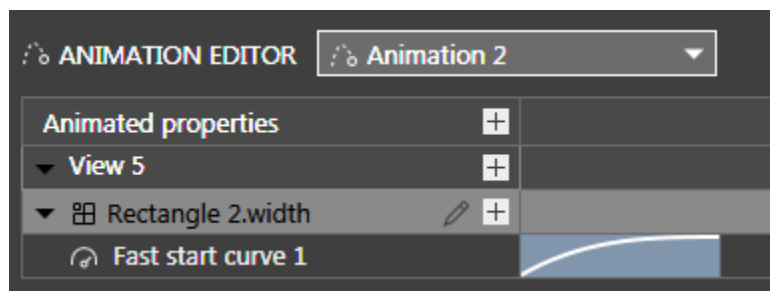 ANIMATION EDITOR Animation 2
Animated properties
View 5
Rectangle 2.width
Fast start curve 1